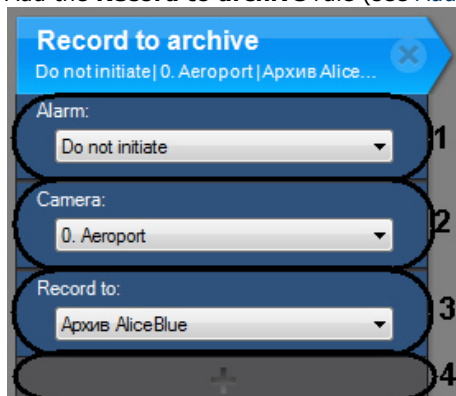 Record to archive
Do not initiate | 0. Aeroport | Архив Alice...
Alarm:
Do not initiate
1
Camera:
0. Aeroport
2
Record to:
Архив AliceBlue
3
+
4